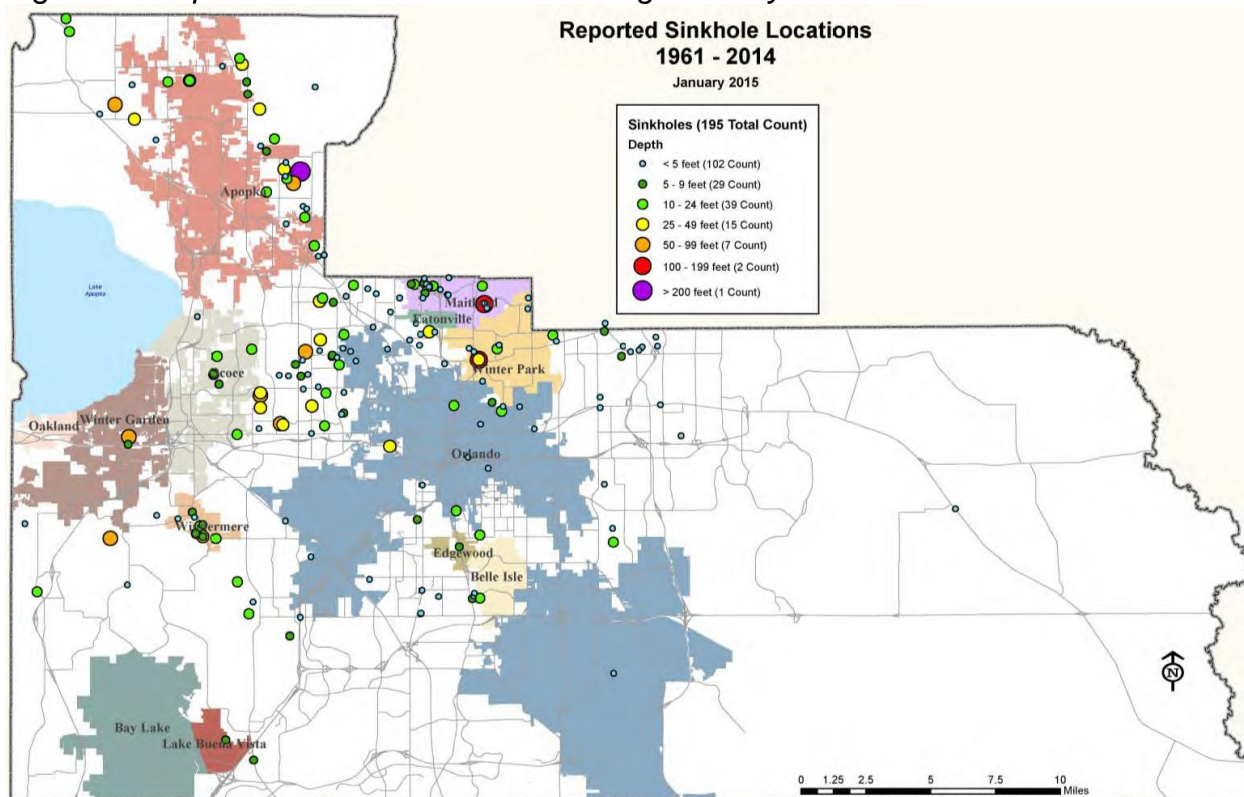 Reported Sinkhole Locations
1961 - 2014
January 2015
Sinkholes (195 Total Count)
Depth
< 5 feet (102 Count)
5 - 9 feet (29 Count)
10 - 24 feet (39 Count)
25 - 49 feet (15 Count)
50 - 99 feet (7 Count)
100 - 199 feet (2 Count)
> 200 feet (1 Count)
Apopka
Lake
Apopka
Maitland
Eatonville
Winter Park
Ocoee
Winter Garden
Oakland
Orlando
Windermere
Edgewood
Belle Isle
N
Bay Lake
Lake Buena Vista
0 1.25 2.5 5 7.5 10
Miles